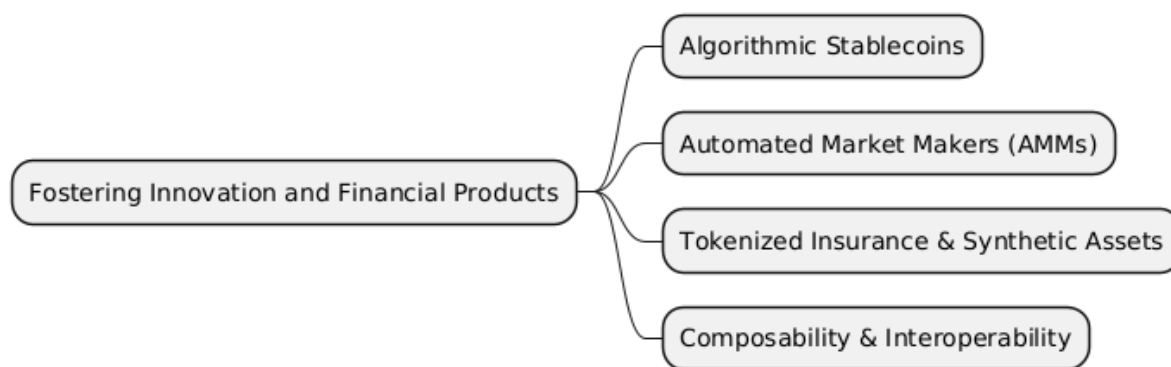 Fostering Innovation and Financial Products
Algorithmic Stablecoins
Automated Market Makers (AMMs)
Tokenized Insurance & Synthetic Assets
Composability & Interoperability